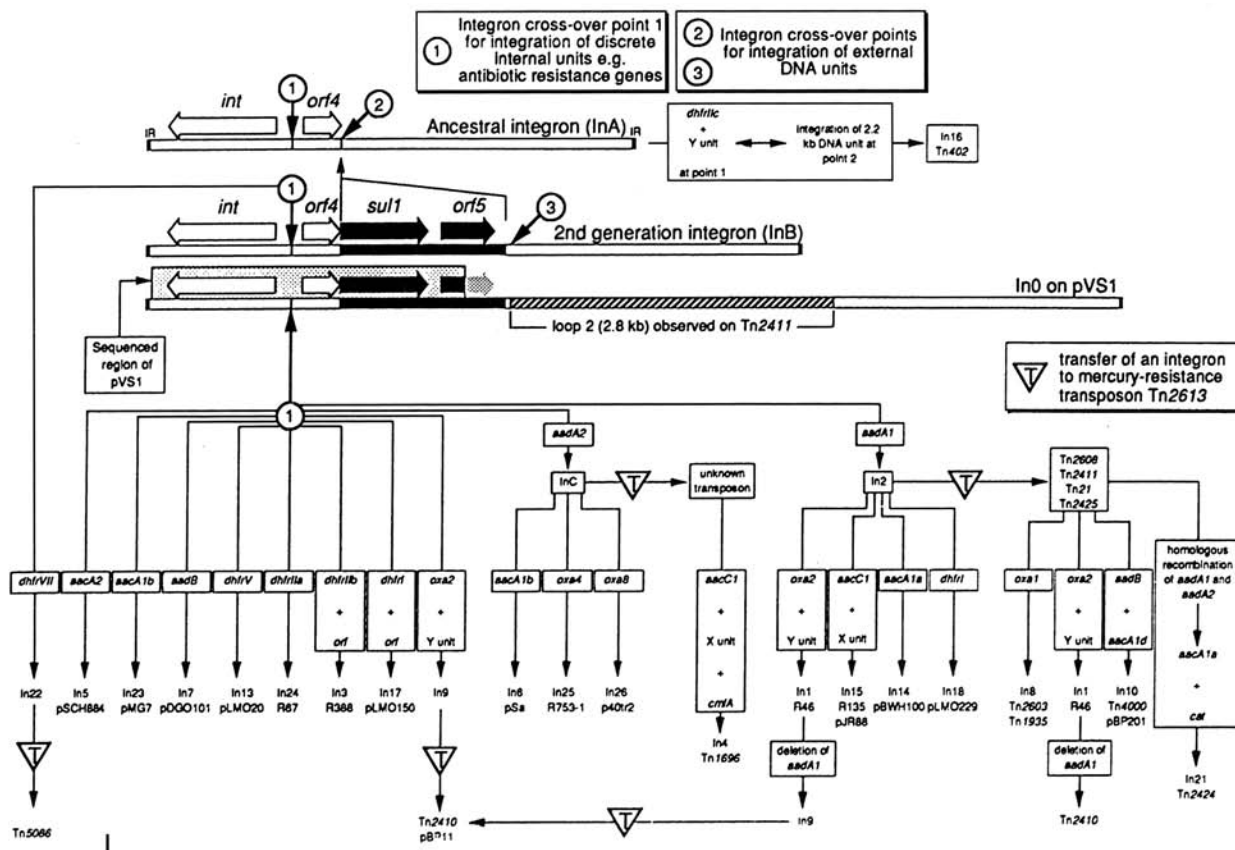 1
Integron cross-over point 1
for integration of discrete
Internal units e.g.
antibiotic resistance genes
2
3
Integron cross-over points
for integration of external
DNA units
int
1
orf4
2
IR
Ancestral integron (InA)
IR
dhfrIIc
+
Y unit
at point 1
Integration of 2.2
kb DNA unit at
point 2
In16
Tn402
int
1
orf4
sul1
orf5
3
2nd generation integron (InB)
In0 on pVS1
loop 2 (2.8 kb) observed on Tn2411
Sequenced
region of
pVS1
T
transfer of an integron
to mercury-resistance
transposon Tn2613
1
aadA2
InC
T
unknown
transposon
aadA1
In2
T
Tn2608
Tn2411
Tn21
Tn2425
dhfrVII
aacA2
aacA1b
aadB
dhfrV
dhfrIIa
dhfrIIb
+
orf
dhfrI
+
orf
oxa2
+
Y unit
aacA1b
oxa4
oxa8
aacC1
+
X unit
+
cmlA
oxa2
+
Y unit
aacC1
+
X unit
aacA1a
dhfrI
oxa1
oxa2
+
Y unit
aadB
+
aacA1d
homologous
recombination
of aadA1 and
aadA2
aacA1a
+
cat
In22
In5
pSCH884
In23
pMG7
In7
pDGO101
In13
pLMO20
In24
R67
In3
R388
In17
pLMO150
In9
In6
pSa
In25
R753-1
In26
p40tr2
In4
Tn1696
In1
R46
In15
R135
pJR88
In14
pBWH100
In18
pLMO229
In8
Tn2603
Tn1935
In1
R46
In10
Tn4000
pBP201
In21
Tn2424
T
T
deletion of
aadA1
deletion of
aadA1
Tn5086
Tn2410
T
In9
Tn2410